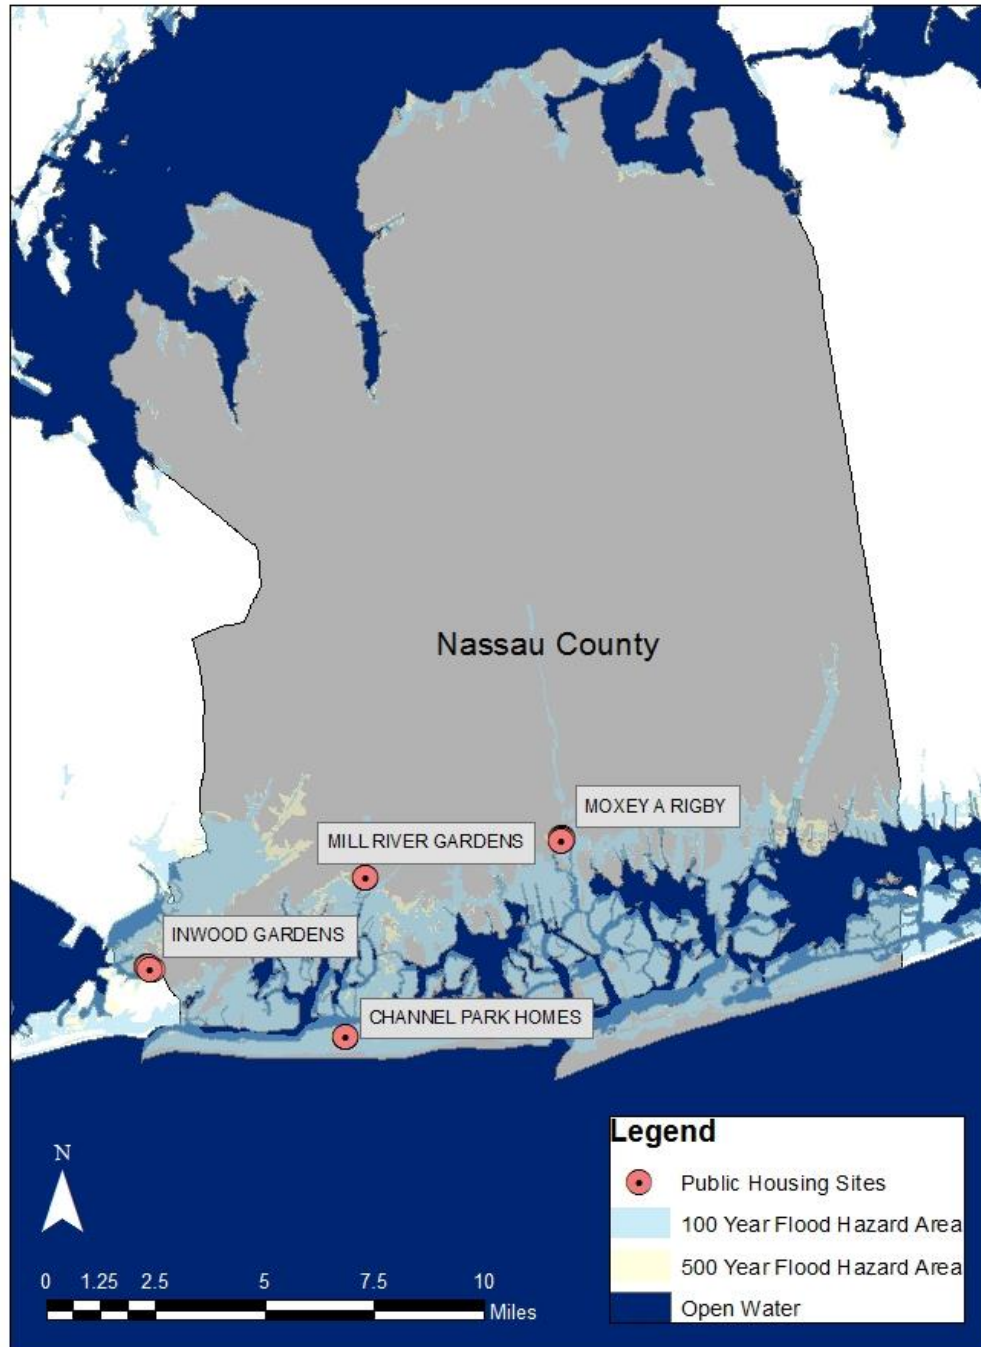 Nassau County
MOXEY A RIGBY
MILL RIVER GARDENS
INWOOD GARDENS
CHANNEL PARK HOMES
N
0 1.25 2.5 5 7.5 10
Miles
Legend
Public Housing Sites
100 Year Flood Hazard Area
500 Year Flood Hazard Area
Open Water